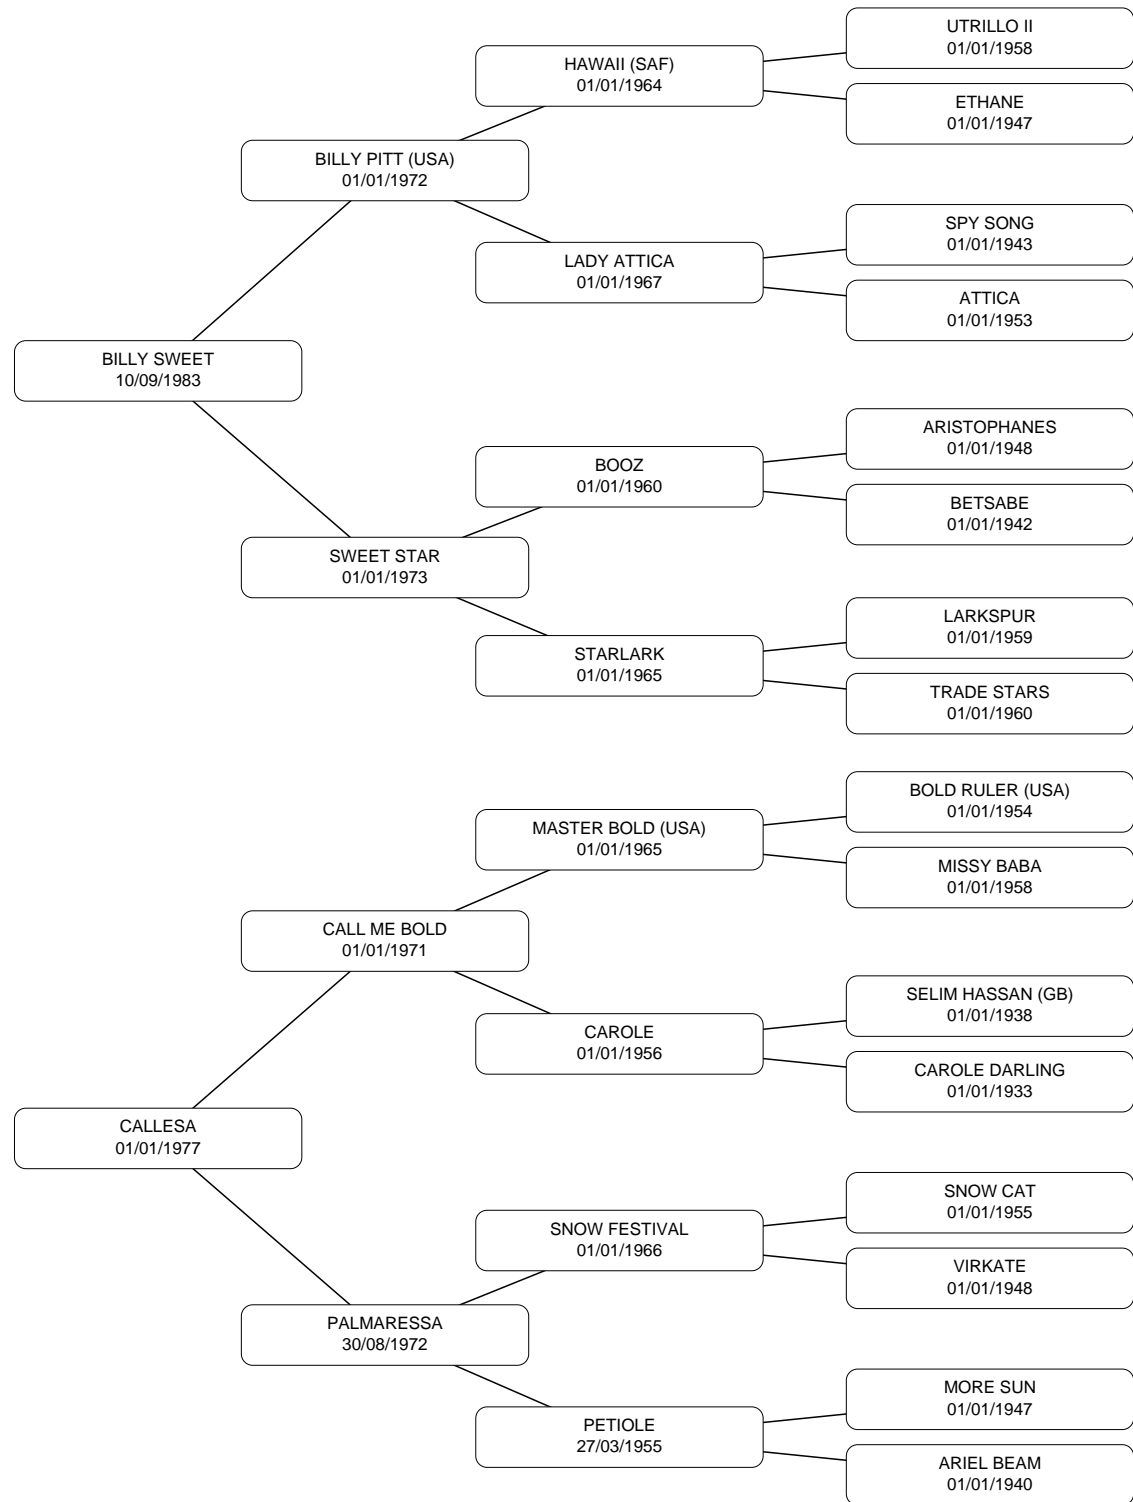 UTRILLO II
01/01/1958
HAWAII (SAF)
01/01/1964
ETHANE
01/01/1947
BILLY PITT (USA)
01/01/1972
SPY SONG
01/01/1943
LADY ATTICA
01/01/1967
ATTICA
01/01/1953
BILLY SWEET
10/09/1983
ARISTOPHANES
01/01/1948
BOOZ
01/01/1960
BETSABE
01/01/1942
SWEET STAR
01/01/1973
LARKSPUR
01/01/1959
STARLARK
01/01/1965
TRADE STARS
01/01/1960
BOLD RULER (USA)
01/01/1954
MASTER BOLD (USA)
01/01/1965
MISSY BABA
01/01/1958
CALL ME BOLD
01/01/1971
SELIM HASSAN (GB)
01/01/1938
CAROLE
01/01/1956
CAROLE DARLING
01/01/1933
CALLESA
01/01/1977
SNOW CAT
01/01/1955
SNOW FESTIVAL
01/01/1966
VIRKATE
01/01/1948
PALMARESSA
30/08/1972
MORE SUN
01/01/1947
PETIOLE
27/03/1955
ARIEL BEAM
01/01/1940